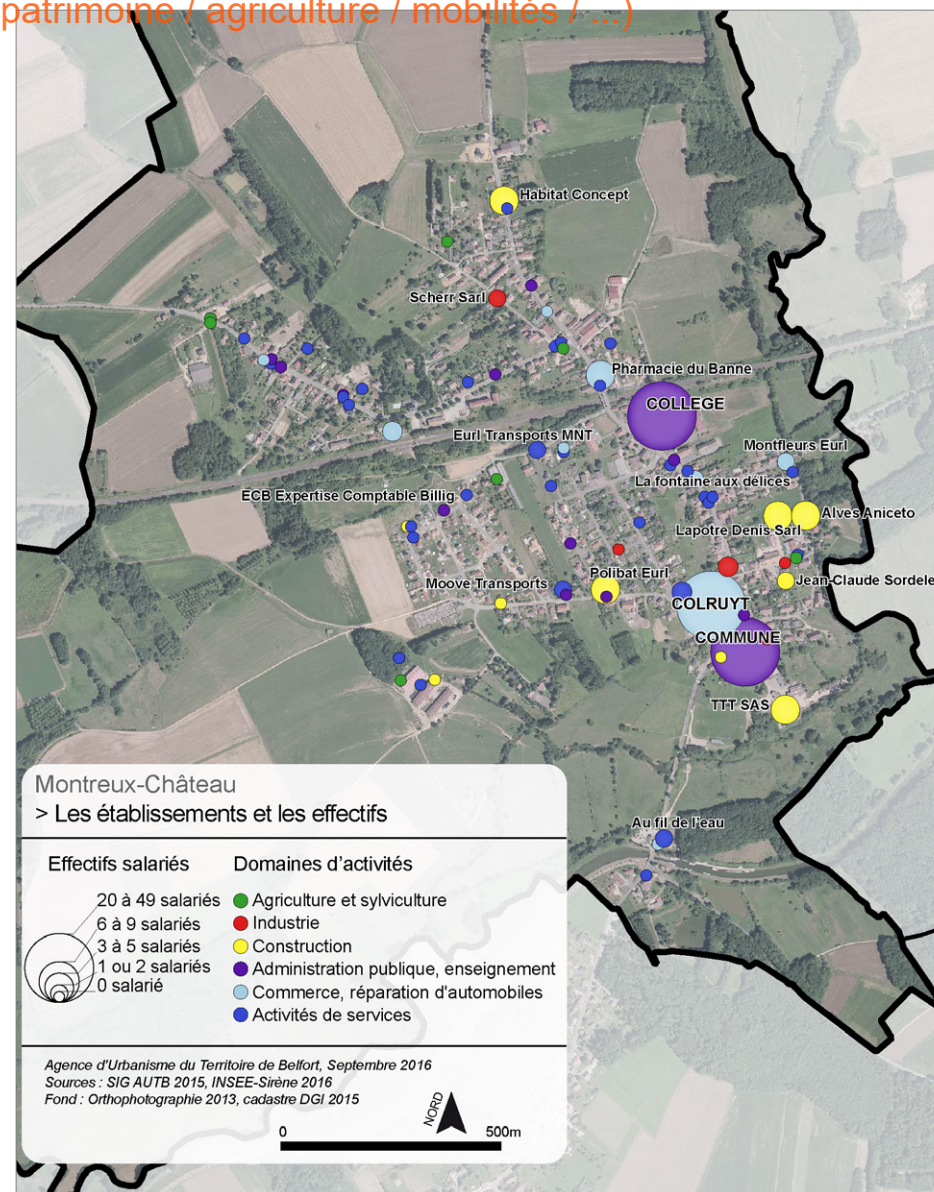 patrimoine / agriculture / mobilités / ...)
Habitat Concept
Scherr Sarl
Pharmacie du Banne
COLLEGE
Eurl Transports MNT
Montfleurs Eurl
La fontaine aux délices
ECB Expertise Comptable Billig
Alves Aniceto
Lapotre Denis Sarl
Polibat Eurl
Moove Transports
Jean-Claude Sordele
COLRUYT
COMMUNE
TTT SAS
Au fil de l'eau
Montreux-Château
> Les établissements et les effectifs
Effectifs salariés
20 à 49 salariés
6 à 9 salariés
3 à 5 salariés
1 ou 2 salariés
0 salarié
Domaines d'activités
Agriculture et sylviculture
Industrie
Construction
Administration publique, enseignement
Commerce, réparation d'automobiles
Activités de services
Agence d'Urbanisme du Territoire de Belfort, Septembre 2016
Sources : SIG AUTB 2015, INSEE-Sirène 2016
Fond : Orthophotographie 2013, cadastre DGI 2015
NORD
0 500m